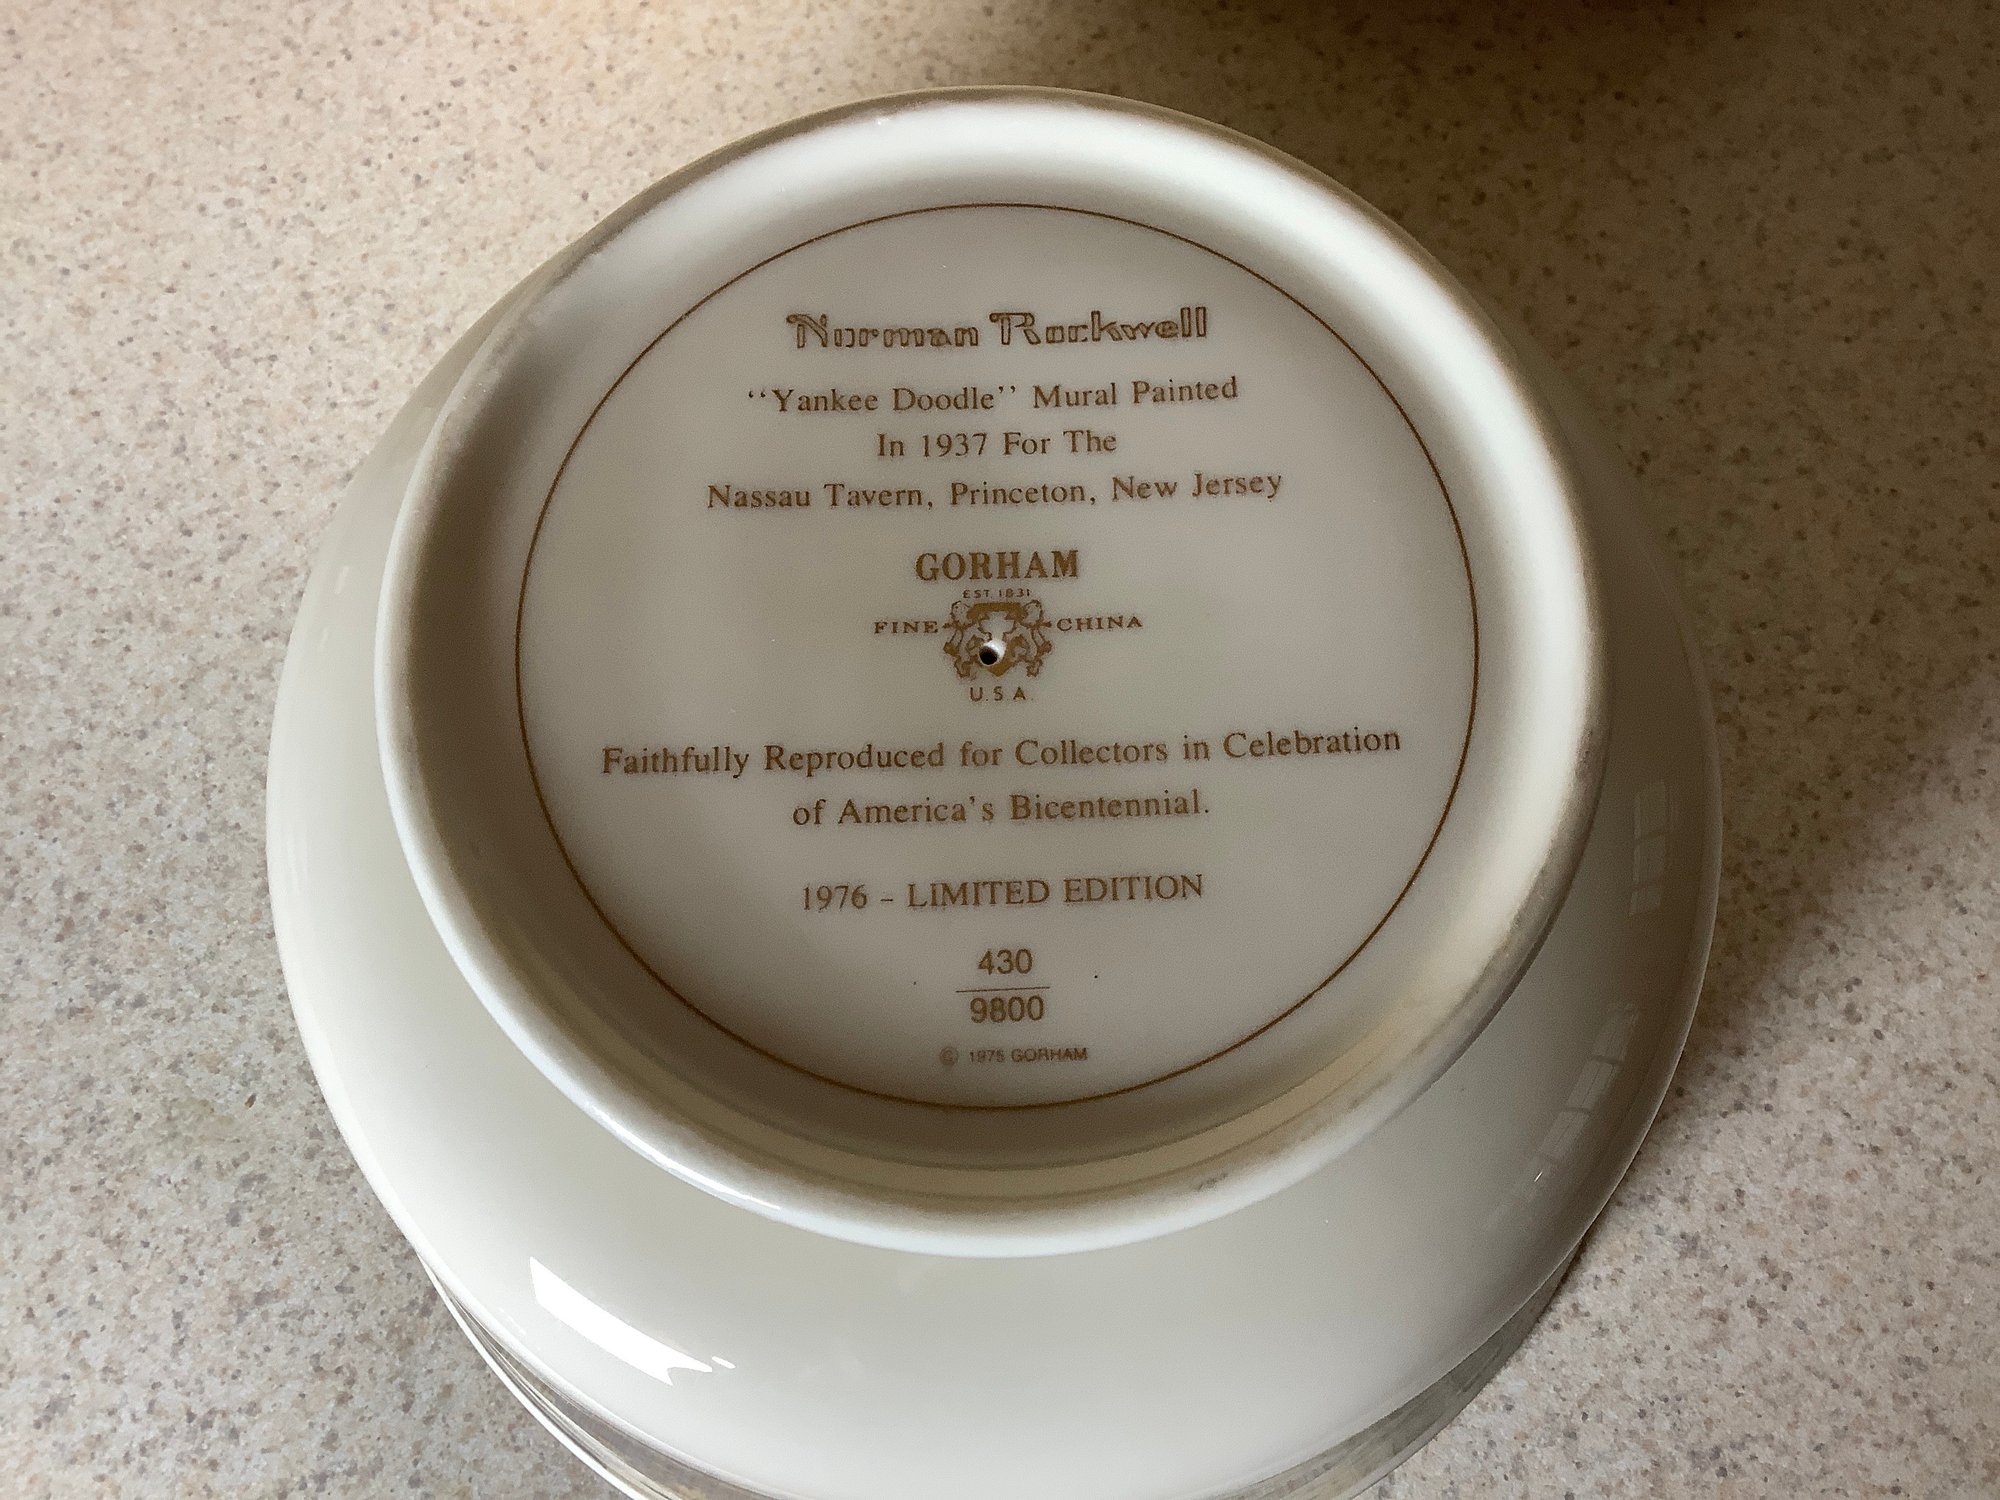 Norman Rockwell
“Yankee Doodle” Mural Painted
In 1937 For The
Nassau Tavern, Princeton, New Jersey
GORHAM
EST. 1831
FINE CHINA
U.S.A.
Faithfully Reproduced for Collectors in Celebration
of America's Bicentennial.
1976 - LIMITED EDITION
430
9800
© 1975 GORHAM